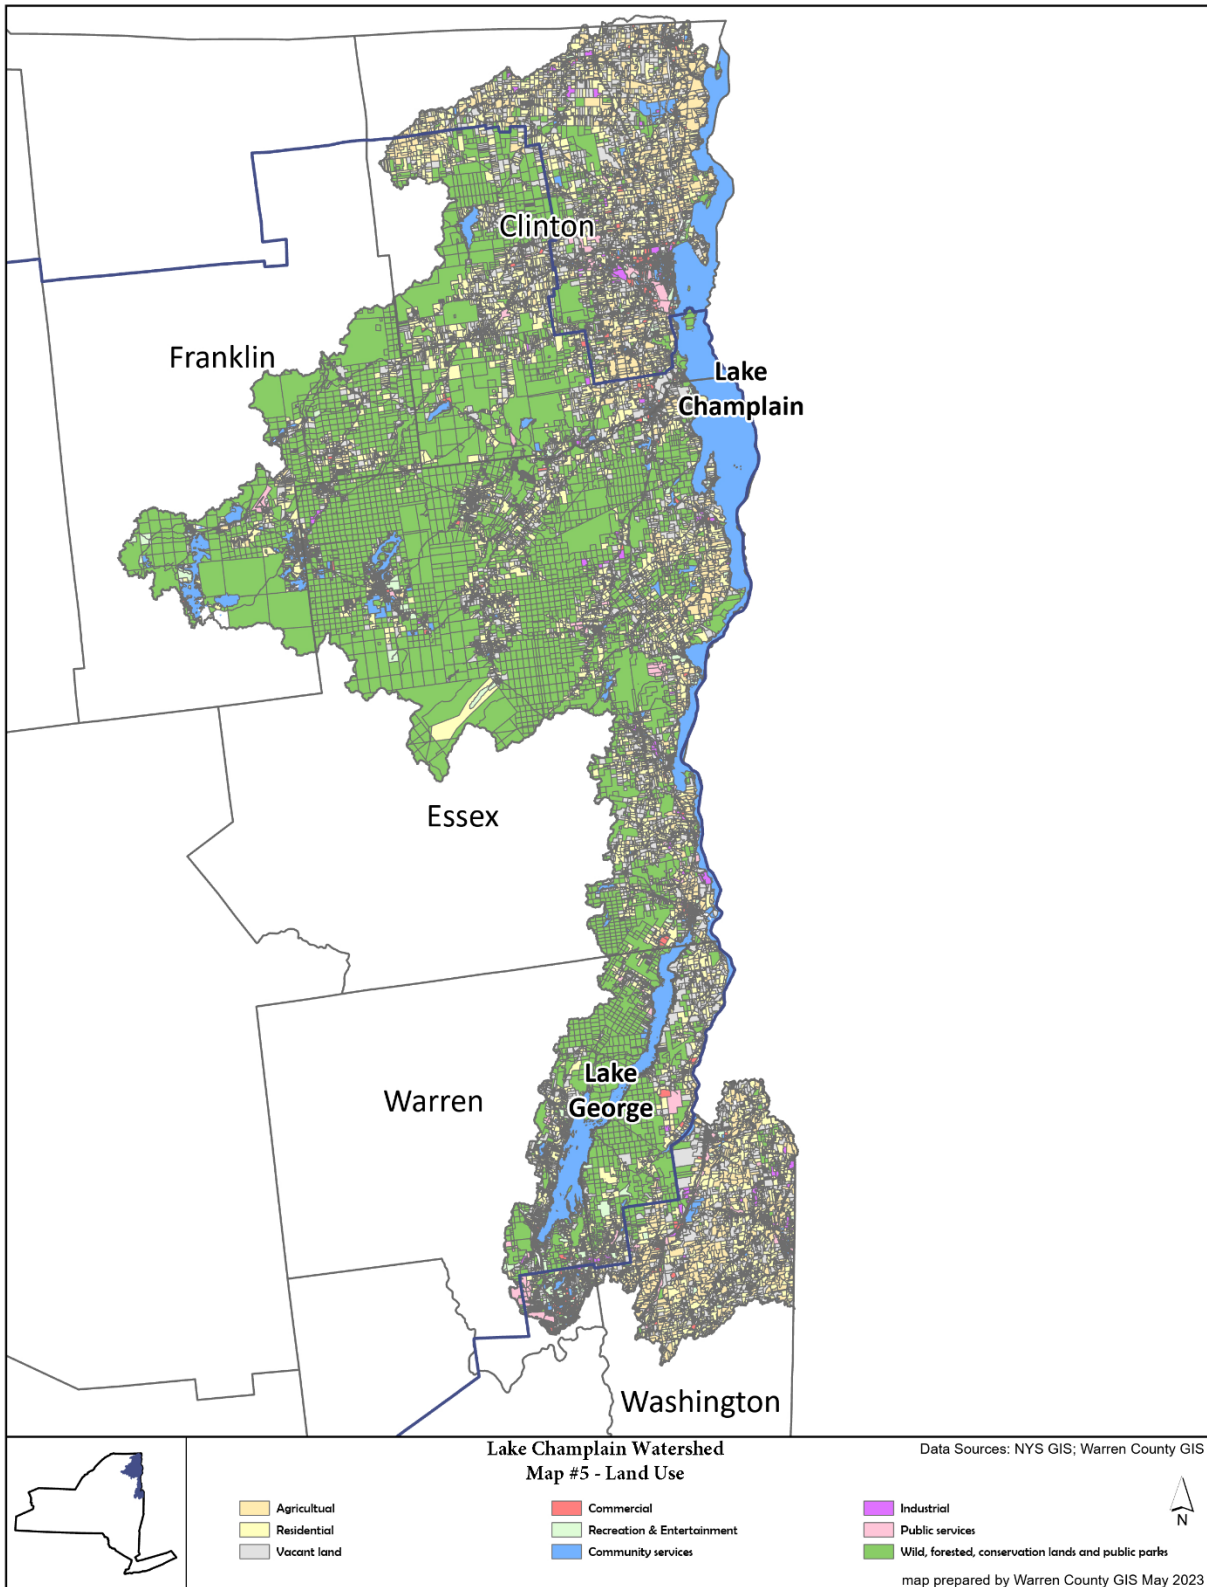 Clinton
Franklin
Lake
Champlain
Essex
Lake
George
Warren
Washington
Lake Champlain Watershed
Map #5 - Land Use
Data Sources: NYS GIS; Warren County GIS
Agricultual
Residential
Vacant land
Commercial
Recreation & Entertainment
Community services
Industrial
Public services
Wild, forested, conservation lands and public parks
N
map prepared by Warren County GIS May 2023